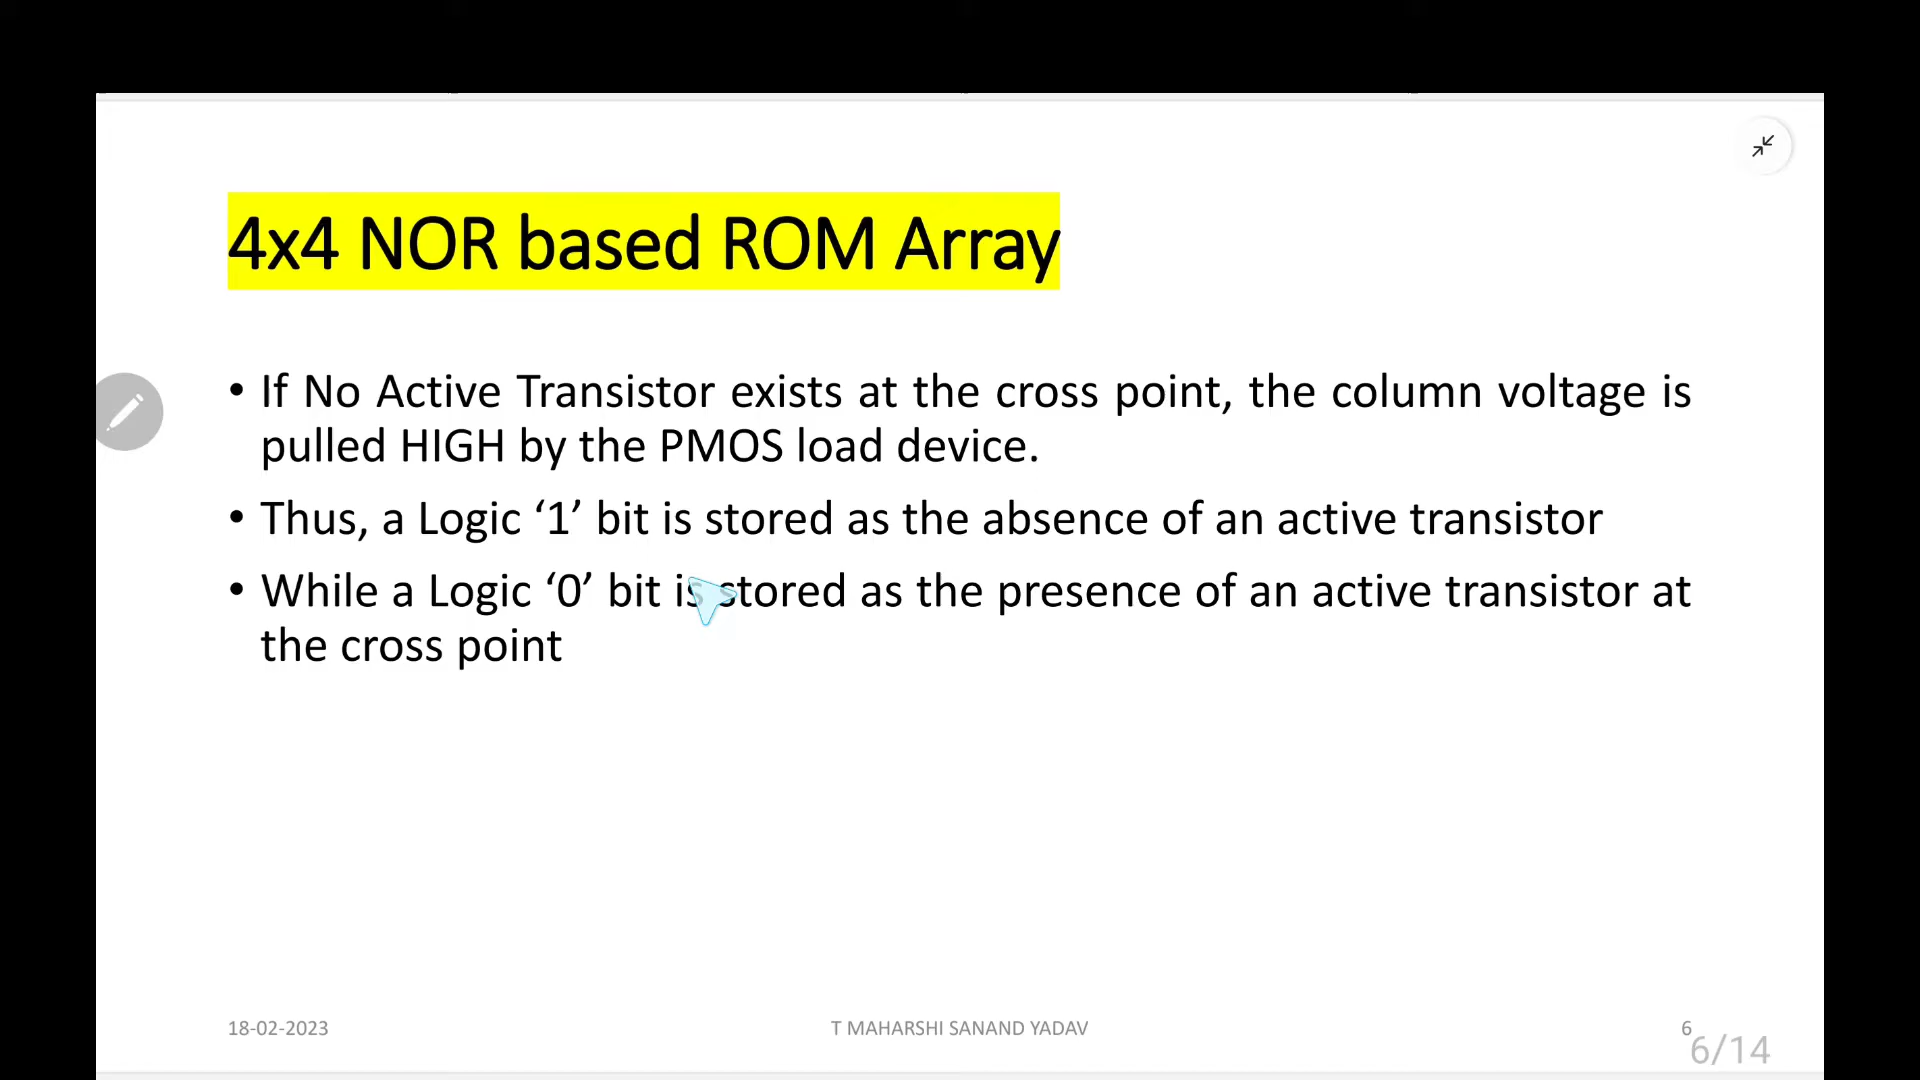 4x4 NOR based ROM Array
• If No Active Transistor exists at the cross point, the column voltage is
pulled HIGH by the PMOS load device.
• Thus, a Logic ‘1’ bit is stored as the absence of an active transistor
• While a Logic ‘0’ bit is stored as the presence of an active transistor at
the cross point
18-02-2023
T MAHARSHI SANAND YADAV
6
6/14